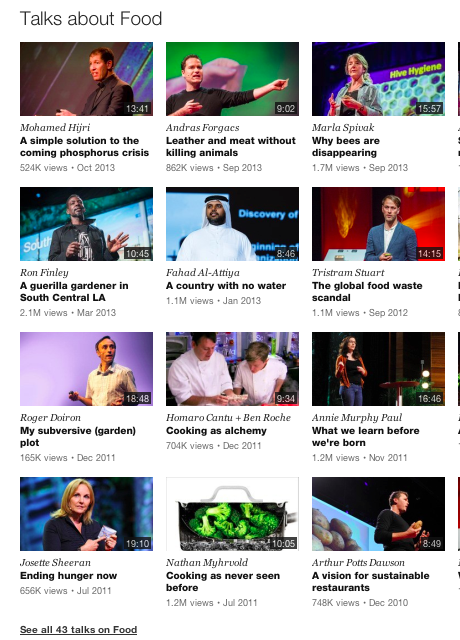 Talks about Food
13:41
9:02
Hive Hygiene
15:57
Mohamed Hijri
Andras Forgacs
Marla Spivak
A simple solution to the
coming phosphorus crisis
Leather and meat without
killing animals
Why bees are
disappearing
524K views • Oct 2013
862K views • Sep 2013
1.7M views • Sep 2013
South
10:45
Discovery of
8:46
14:15
Ron Finley
Fahad Al-Attiya
Tristram Stuart
A guerilla gardener in
South Central LA
A country with no water
The global food waste
scandal
2.1M views • Mar 2013
1.1M views • Jan 2013
1.1M views • Sep 2012
18:48
9:34
16:46
Roger Doiron
Homaro Cantu + Ben Roche
Annie Murphy Paul
My subversive (garden)
plot
Cooking as alchemy
What we learn before
we're born
165K views • Dec 2011
704K views • Dec 2011
1.2M views • Nov 2011
19:10
10:05
8:49
Josette Sheeran
Nathan Myhrvold
Arthur Potts Dawson
Ending hunger now
Cooking as never seen
before
A vision for sustainable
restaurants
656K views • Jul 2011
1.2M views • Jul 2011
748K views • Dec 2010
See all 43 talks on Food